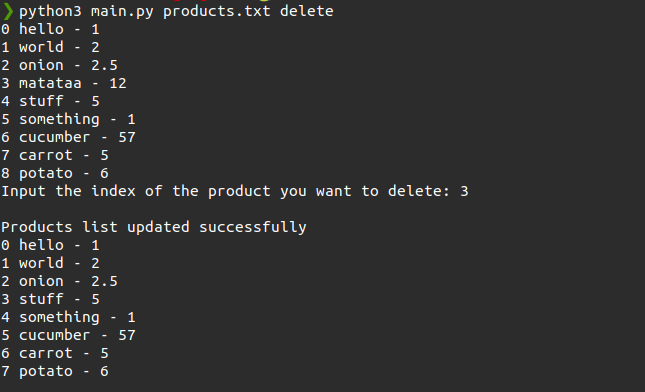 ❯ python3 main.py products.txt delete
0 hello - 1
1 world - 2
2 onion - 2.5
3 matataa - 12
4 stuff - 5
5 something - 1
6 cucumber - 57
7 carrot - 5
8 potato - 6
Input the index of the product you want to delete: 3
Products list updated successfully
0 hello - 1
1 world - 2
2 onion - 2.5
3 stuff - 5
4 something - 1
5 cucumber - 57
6 carrot - 5
7 potato - 6